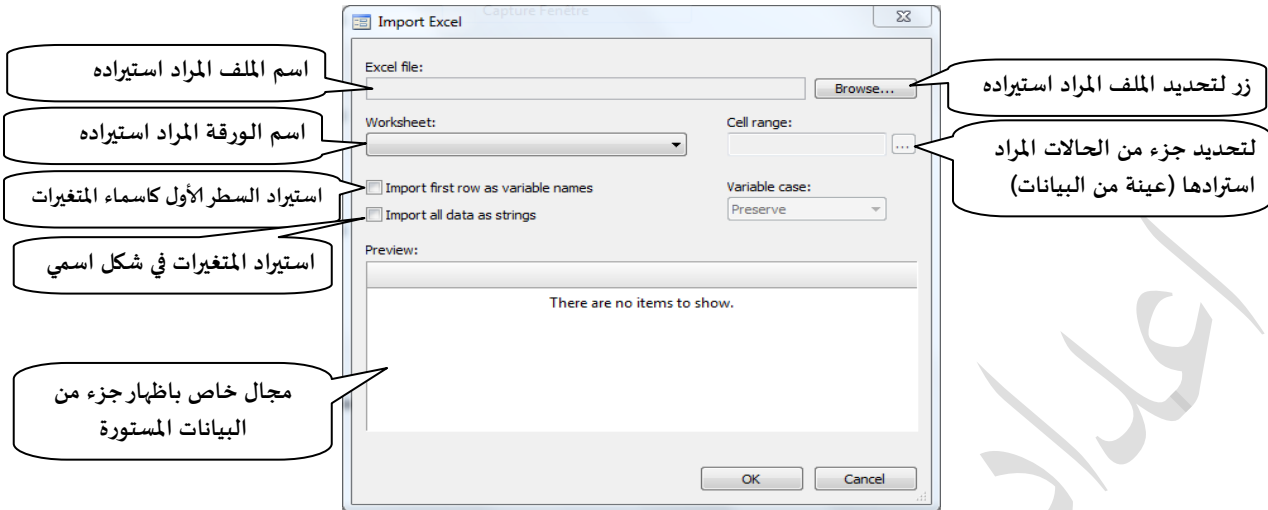 Capture Fenêtre
Import Excel
Excel file:
Browse...
اسم الملف المراد استيراده
زر لتحديد الملف المراد استيراده
Worksheet:
Cell range:
...
اسم الورقة المراد استيراده
لتحديد جزء من الحالات المراد
استرادها (عينة من البيانات)
Import first row as variable names
Variable case:
استيراد السطر الأول كاسماء المتغيرات
Import all data as strings
Preserve
استيراد المتغيرات في شكل اسمي
Preview:
There are no items to show.
مجال خاص باظهار جزء من
البيانات المستورة
OK
Cancel
اعداد